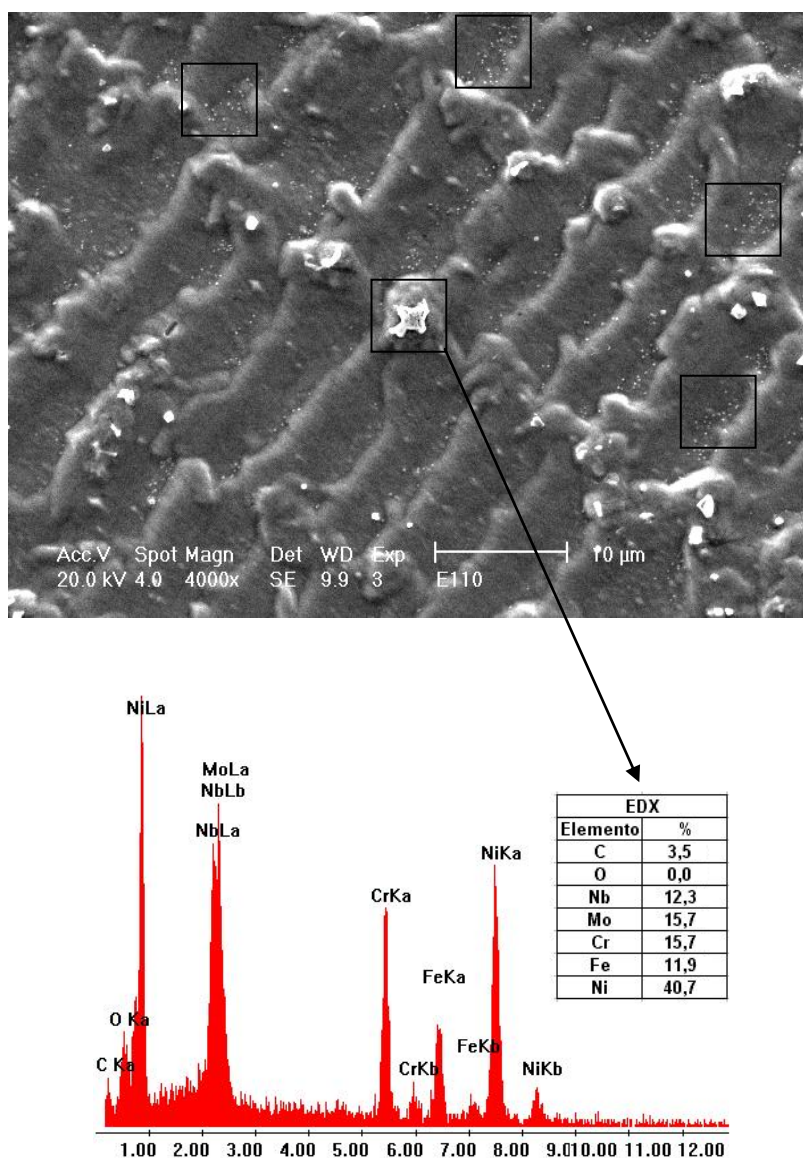 Acc.V Spot Magn Det WD Exp 10 µm
20.0 kV 4.0 4000x SE 9.9 3 E110
NiLa
MoLa
NbLb
NbLa
CrKa
NiKa
FeKa
O Ka
C Ka
CrKb
FeKb
NiKb
1.00 2.00 3.00 4.00 5.00 6.00 7.00 8.00 9.00 10.00 11.00 12.00
EDX
Elemento %
C 3,5
O 0,0
Nb 12,3
Mo 15,7
Cr 15,7
Fe 11,9
Ni 40,7